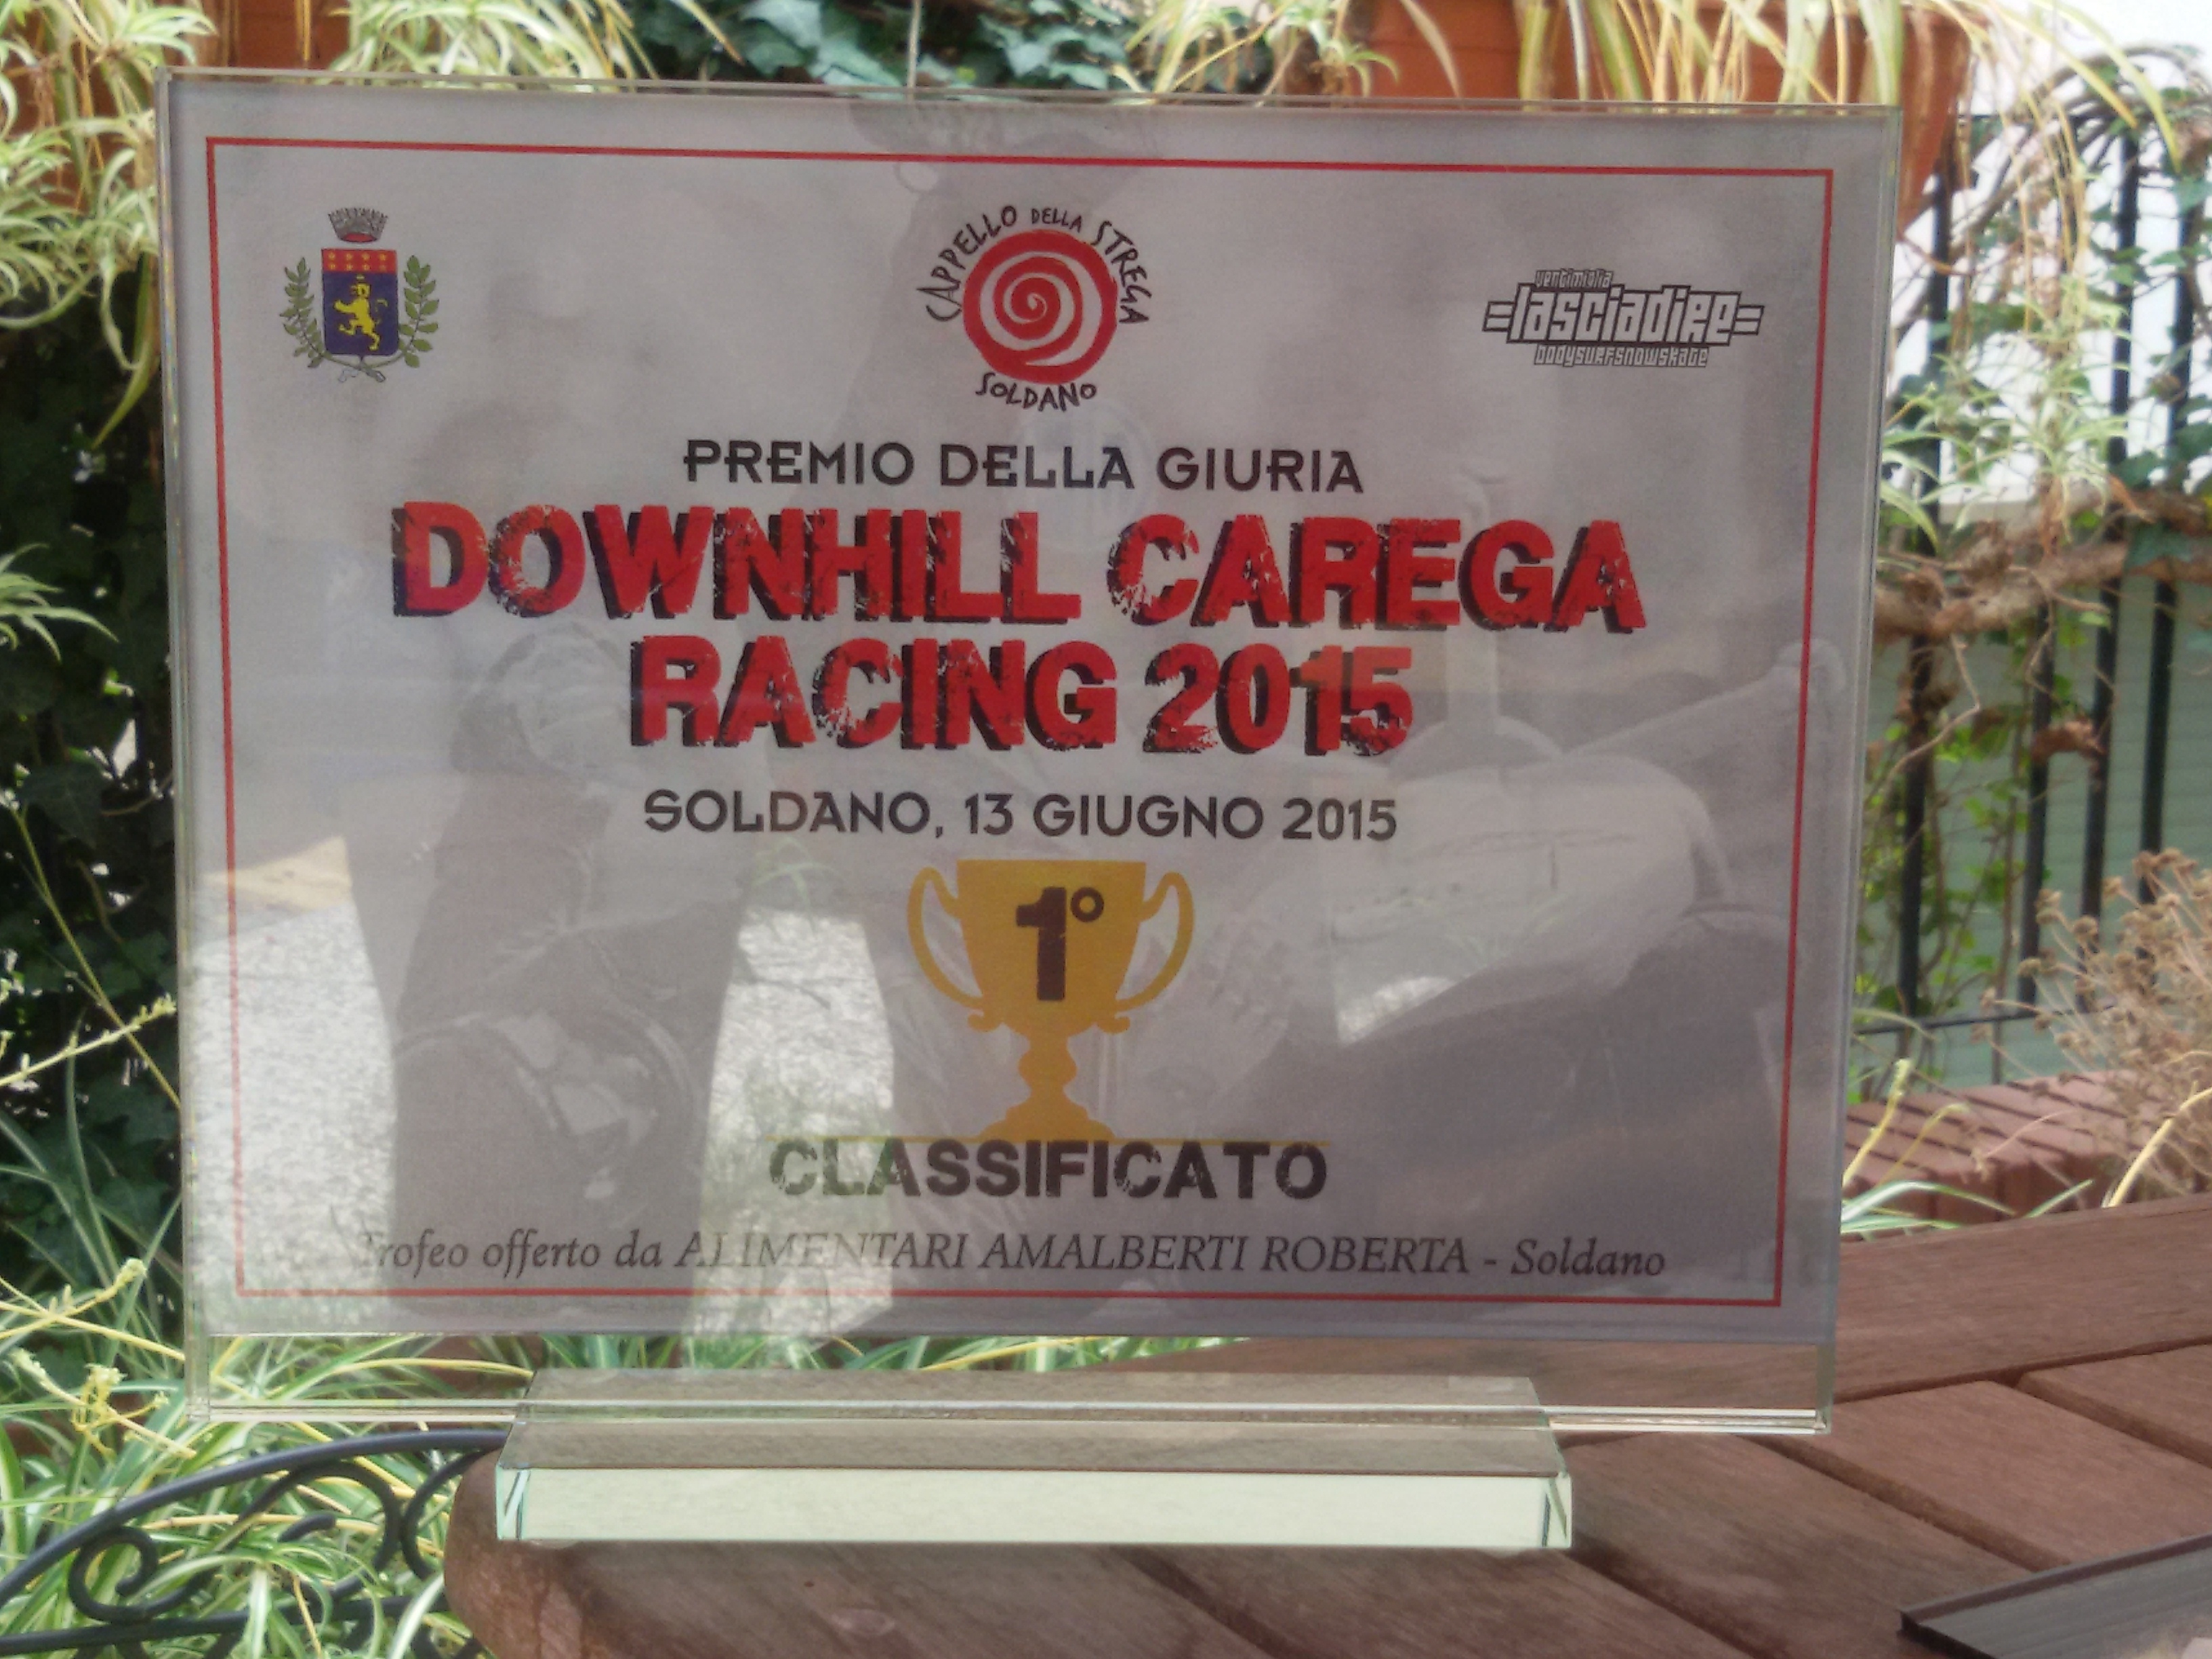 CAPPELLO DELLA STREGA
SOLDANO
ventimiglia
lasciadire
bodysurfsnowskate
PREMIO DELLA GIURIA
DOWNHILL CAREGA
RACING 2015
SOLDANO, 13 GIUGNO 2015
1°
CLASSIFICATO
Trofeo offerto da ALIMENTARI AMALBERTI ROBERTA - Soldano